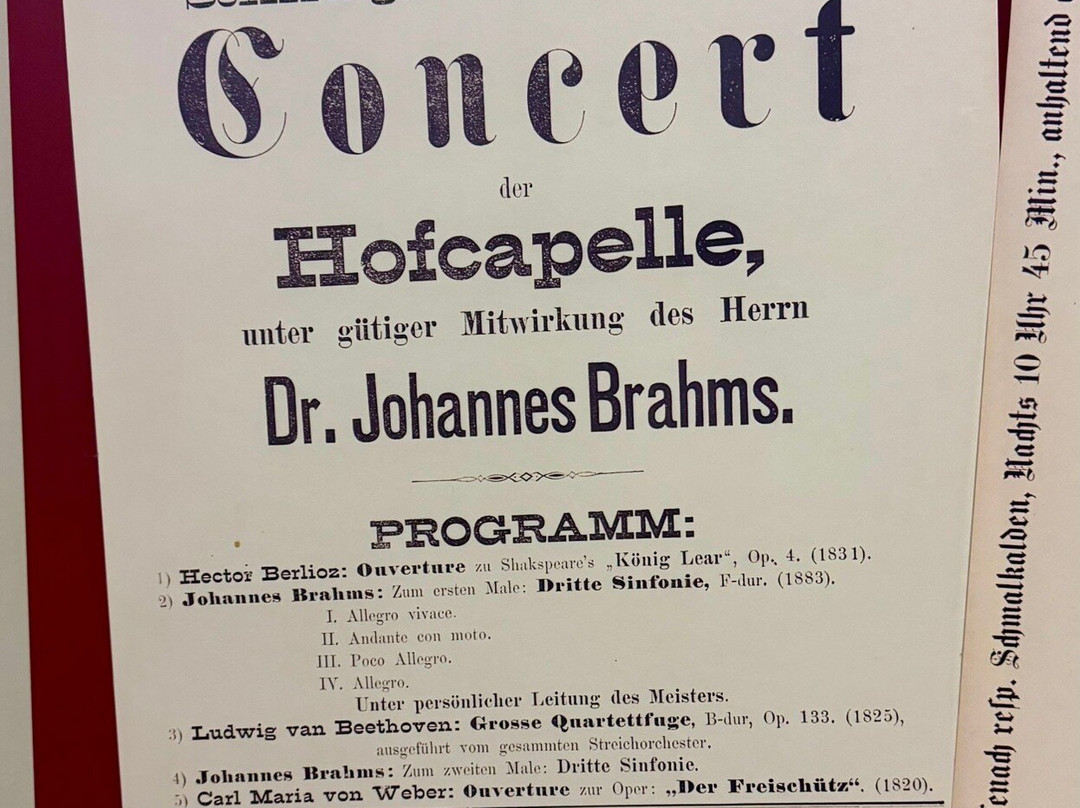 Concert
der
Hofcapelle,
unter gütiger Mitwirkung des Herrn
Dr. Johannes Brahms.
PROGRAMM:
1) Hector Berlioz: Ouverture zu Shakspeare's „König Lear“, Op. 4. (1831).
2) Johannes Brahms: Zum ersten Male: Dritte Sinfonie, F-dur. (1883).
I. Allegro vivace.
II. Andante con moto.
III. Poco Allegro.
IV. Allegro.
Unter persönlicher Leitung des Meisters.
3) Ludwig van Beethoven: Grosse Quartettfuge, B-dur, Op. 133. (1825),
ausgeführt vom gesammten Streichorchester.
4) Johannes Brahms: Zum zweiten Male: Dritte Sinfonie.
5) Carl Maria von Weber: Ouverture zur Oper: „Der Freischütz“. (1820).
resp. Schmalkalden, Nachts 10 Uhr 45 Min., anhaltend